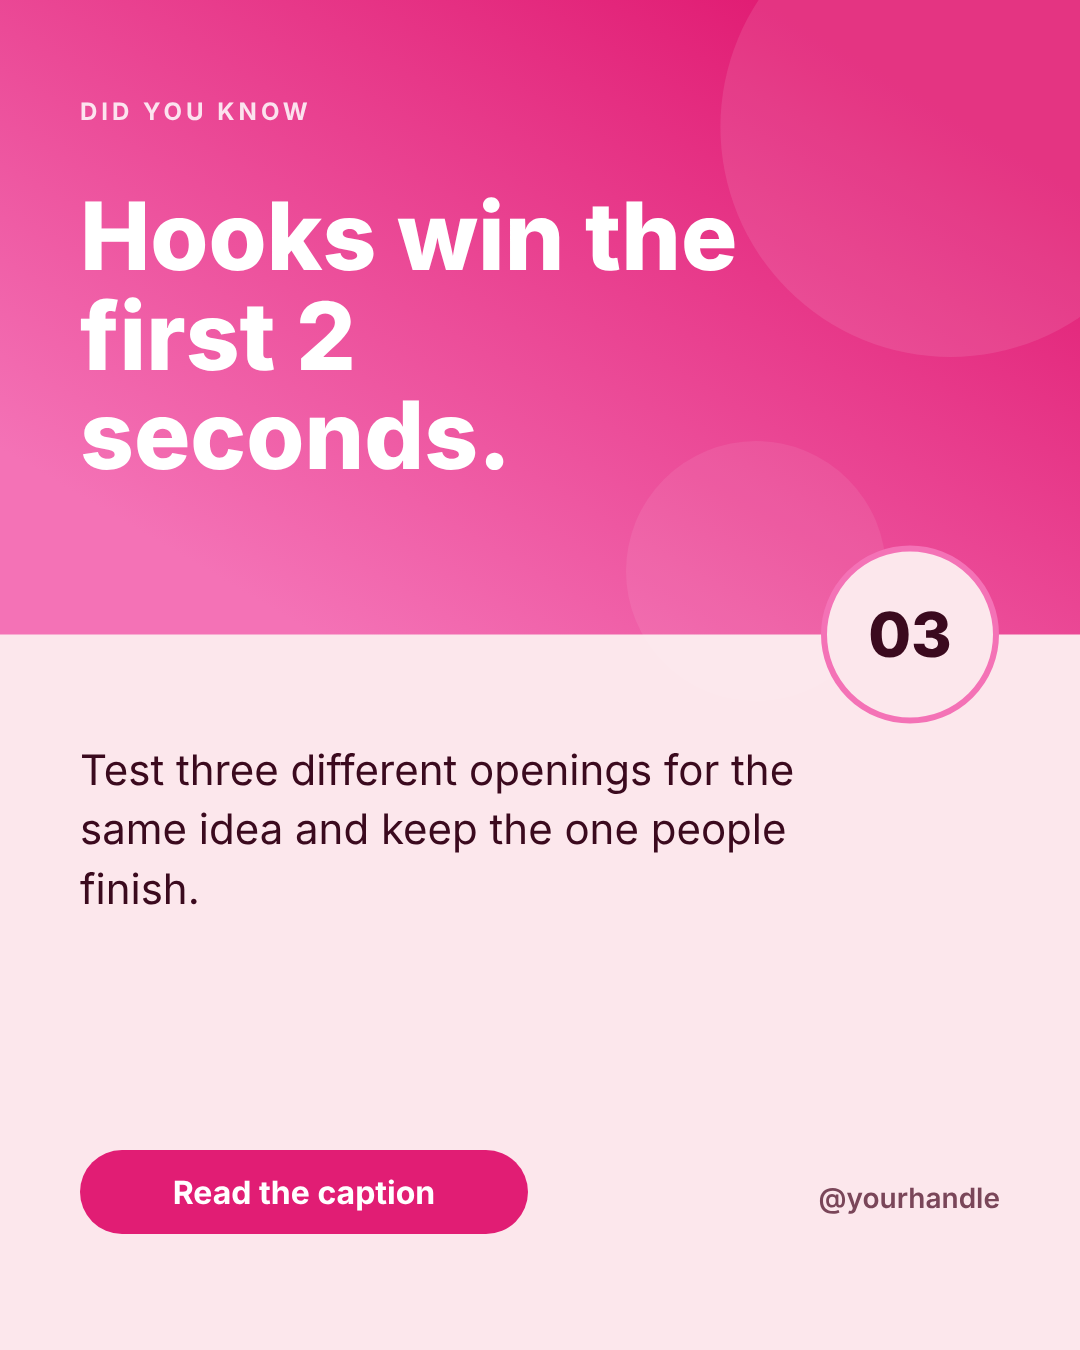 DID YOU KNOW
Hooks win the
first 2
seconds.
03
Test three different openings for the
same idea and keep the one people
finish.
Read the caption
@yourhandle